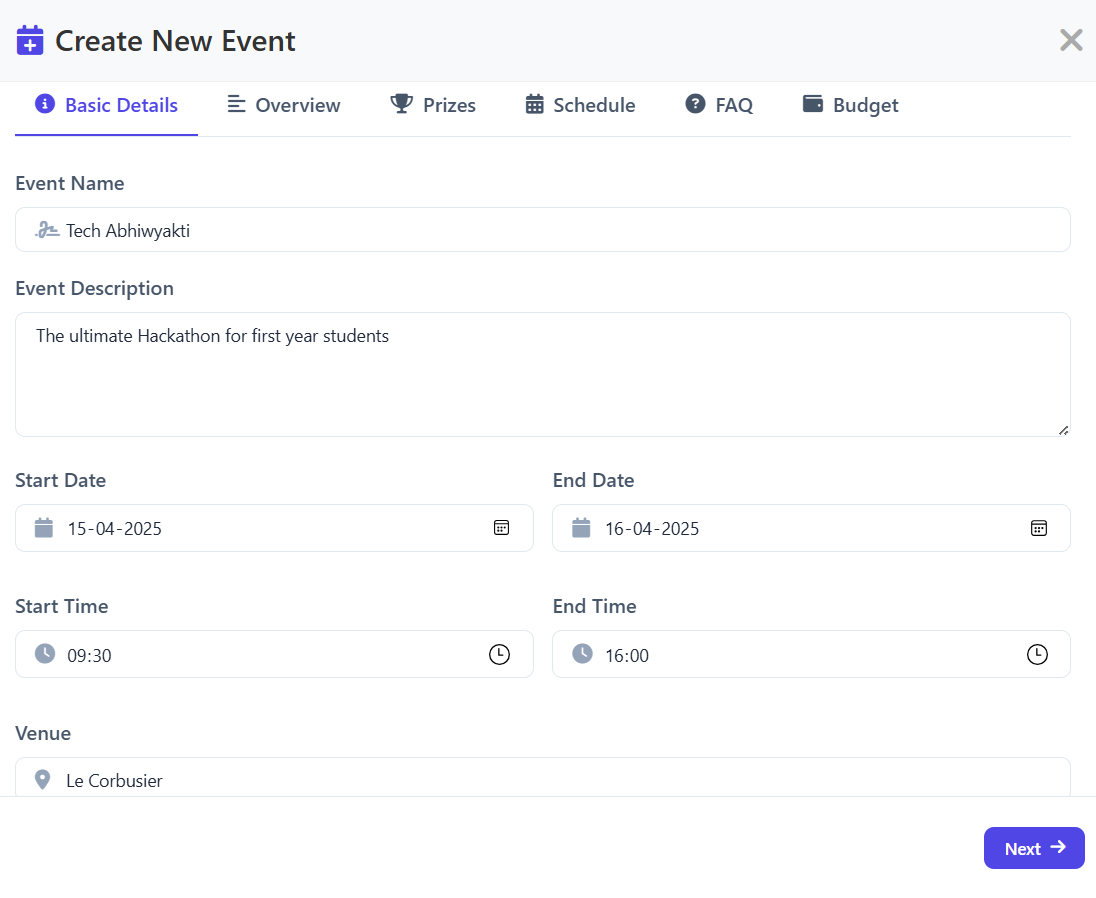 Create New Event
Basic Details Overview Prizes Schedule FAQ Budget
Event Name
Tech Abhiwyakti
Event Description
The ultimate Hackathon for first year students
Start Date End Date
15-04-2025 16-04-2025
Start Time End Time
09:30 16:00
Venue
Le Corbusier
Next